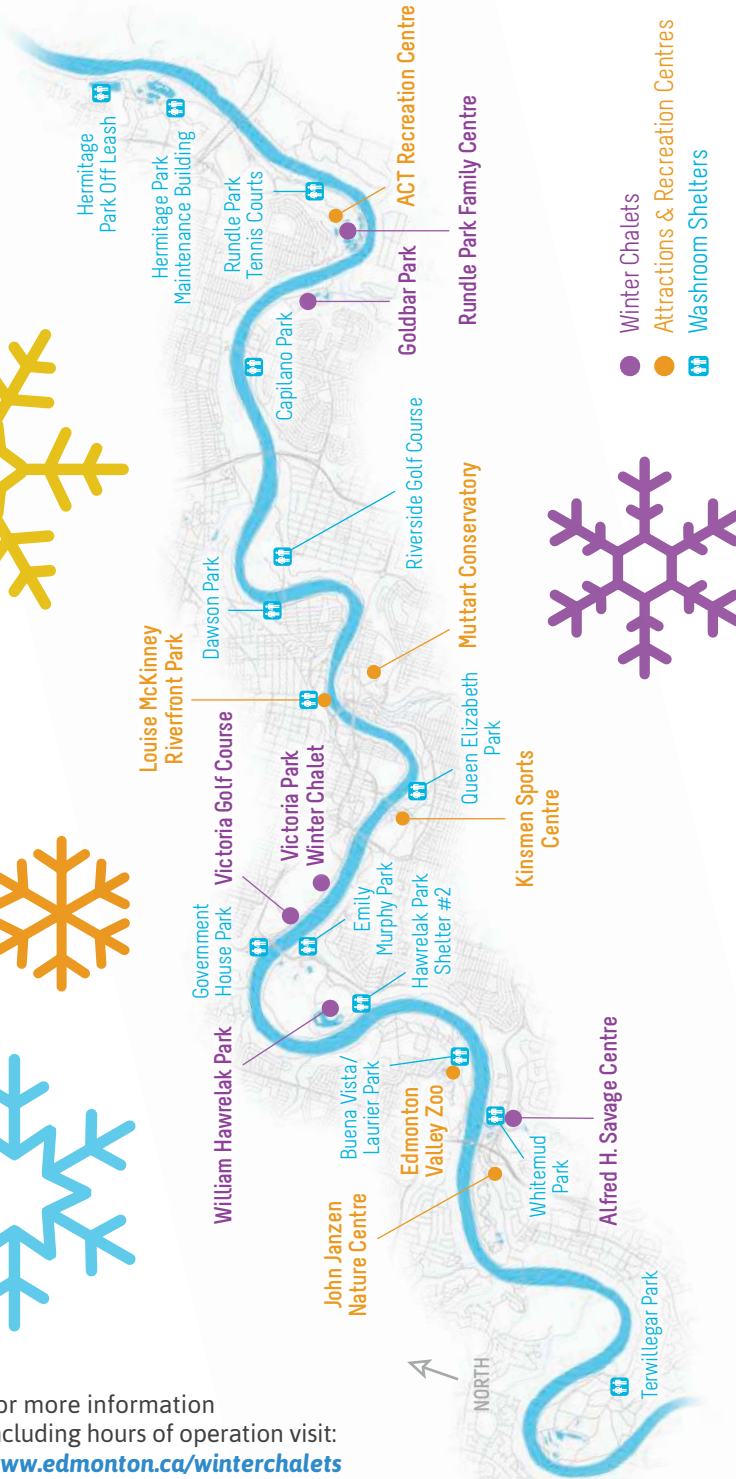 Hermitage
Park Off Leash
Hermitage Park
Maintenance Building
Rundle Park
Tennis Courts
ACT Recreation Centre
Rundle Park Family Centre
Goldbar Park
Capilano Park
Riverside Golf Course
Dawson Park
Muttart Conservatory
Louise McKinney
Riverfront Park
Queen Elizabeth
Park
Kinsmen Sports
Centre
Victoria Golf Course
Victoria Park
Winter Chalet
Government
House Park
Emily
Murphy Park
Hawrelak Park
Shelter #2
William Hawrelak Park
Buena Vista/
Laurier Park
Edmonton
Valley Zoo
Whitemud
Park
Alfred H. Savage Centre
John Janzen
Nature Centre
Terwillegar Park
NORTH
Winter Chalets
Attractions & Recreation Centres
Washroom Shelters
or more information
cluding hours of operation visit:
ww.edmonton.ca/winterchalets